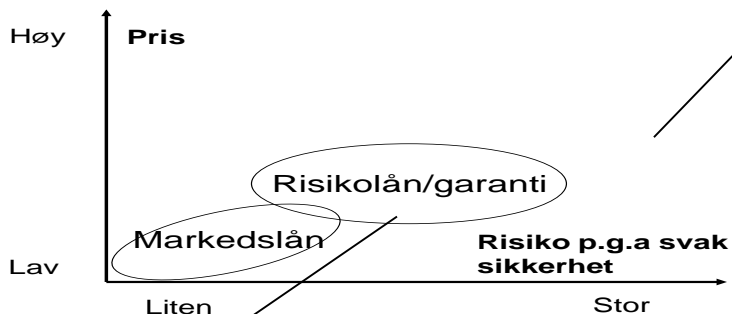 Høy
Pris
Risikolån/garanti
Markedslån
Risiko p.g.a svak
sikkerhet
Lav
Liten
Stor